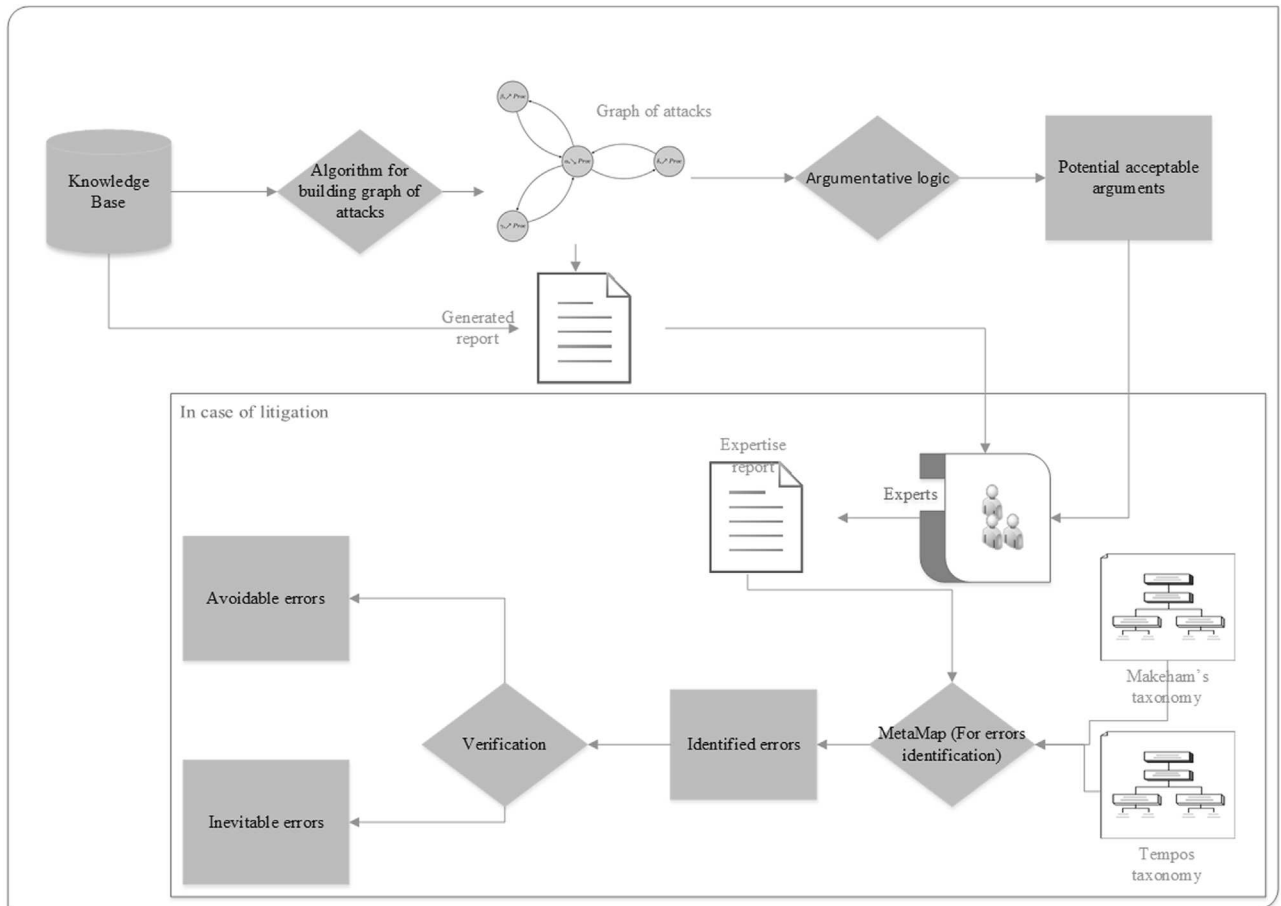 Graph of attacks
Knowledge
Base
Algorithm for
building graph of
attacks
Argumentative logic
Potential acceptable
arguments
Generated
report
In case of litigation
Expertise
report
Experts
Avoidable errors
Makeham's
taxonomy
Verification
Identified errors
MetaMap (For errors
identification)
Inevitable errors
Tempos
taxonomy